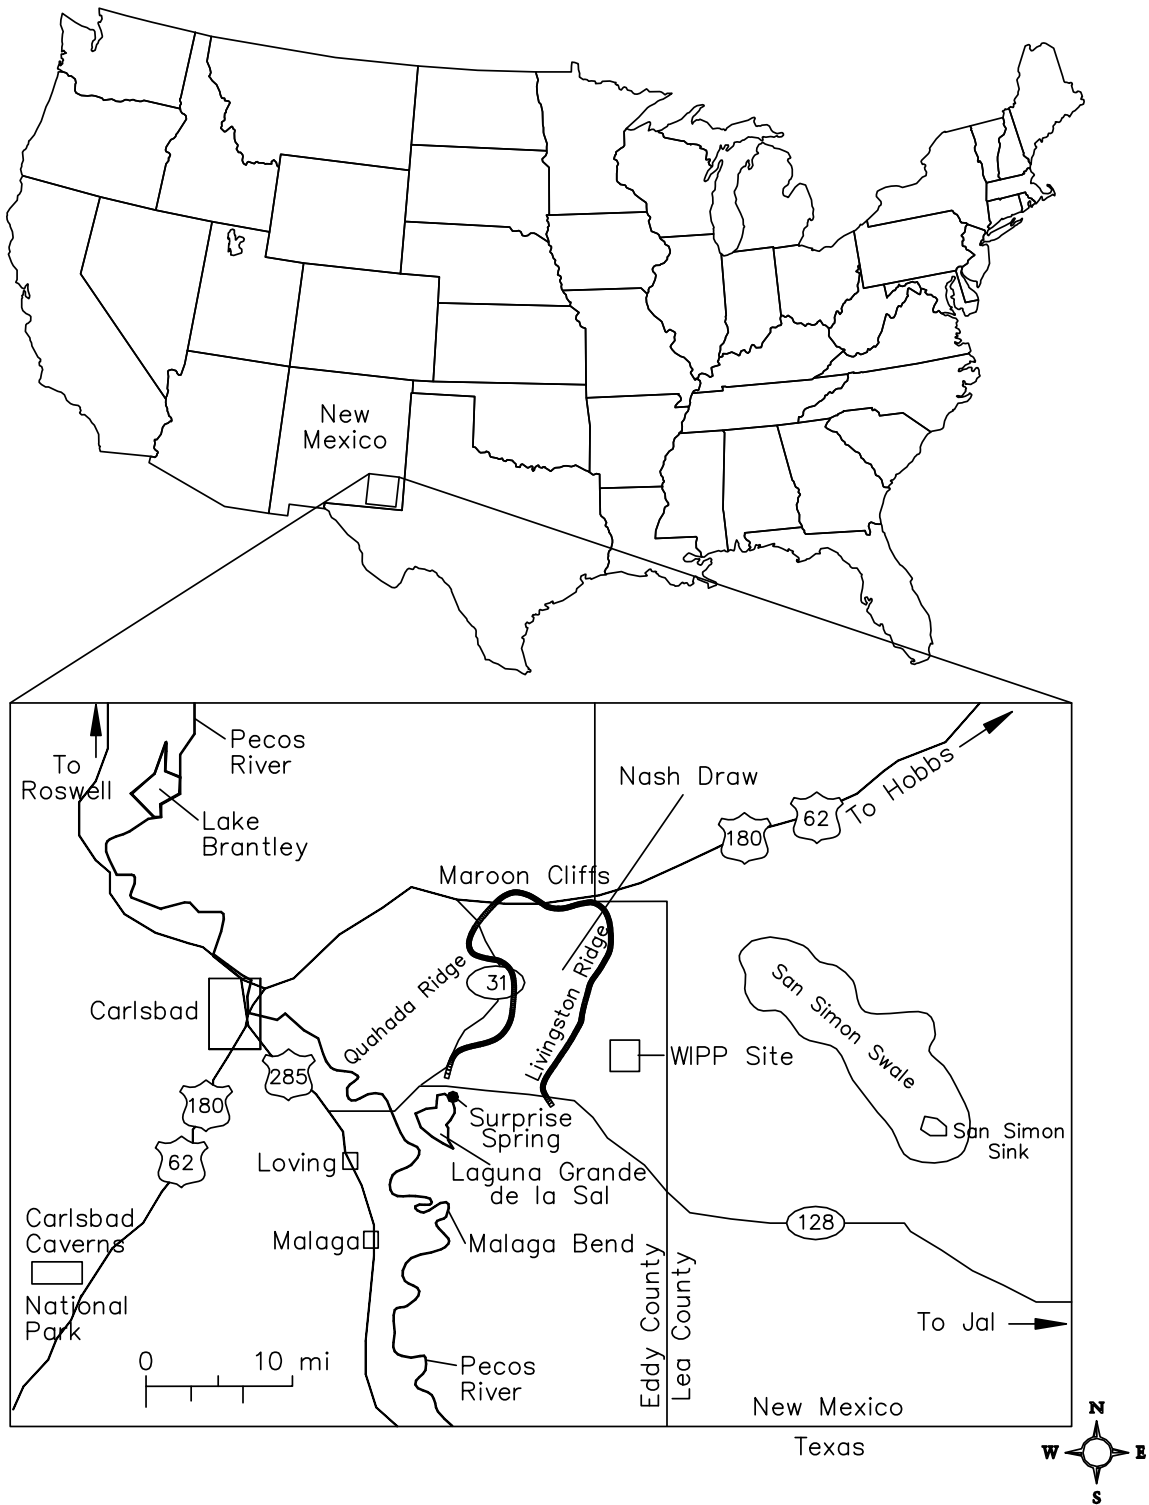 New
Mexico
Pecos
River
To
Roswell
Nash Draw
To Hobbs
Lake
Brantley
62
180
Maroon Cliffs
Quahada Ridge
31
Livingston Ridge
San Simon Swale
Carlsbad
WIPP Site
285
180
Surprise
Spring
San Simon
Sink
62
Loving
Laguna Grande
de la Sal
Carlsbad
Caverns
National
Park
128
Malaga
Malaga Bend
Eddy County
Lea County
To Jal
0 10 mi
Pecos
River
New Mexico
Texas
N
W E
S